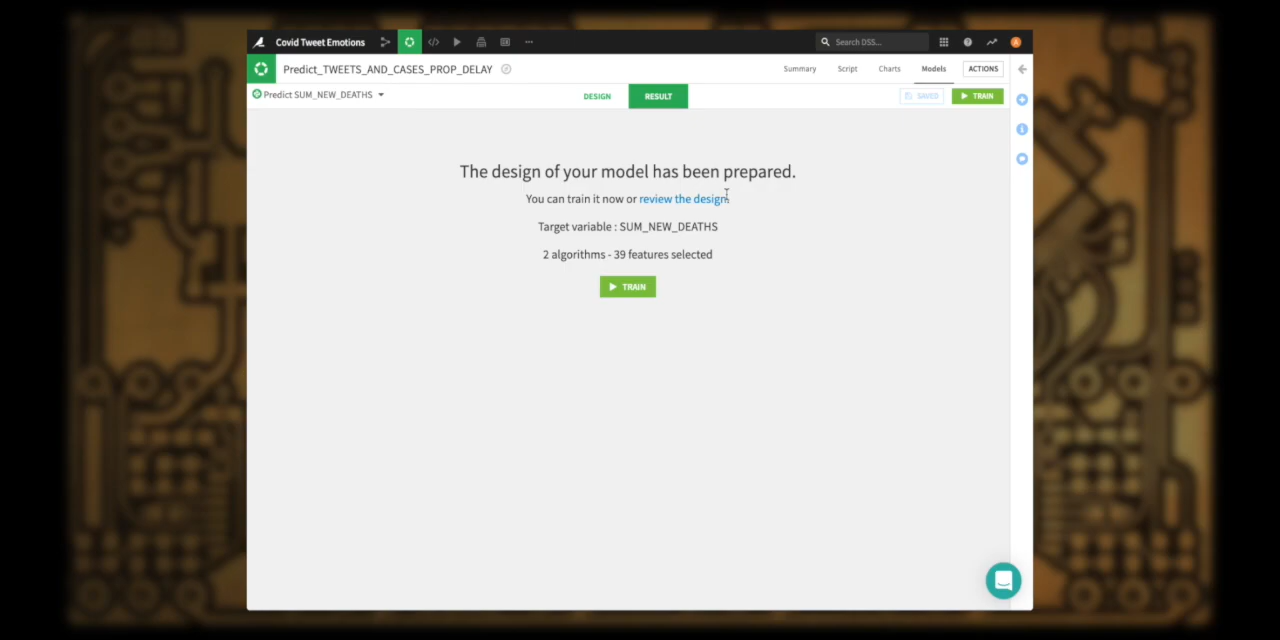 Covid Tweet Emotions
Search DSS...
Predict_TWEETS_AND_CASES_PROP_DELAY
Summary Script Charts Models ACTIONS
Predict SUM_NEW_DEATHS
DESIGN RESULT
SAVED TRAIN
The design of your model has been prepared.
You can train it now or review the design.
Target variable : SUM_NEW_DEATHS
2 algorithms - 39 features selected
TRAIN